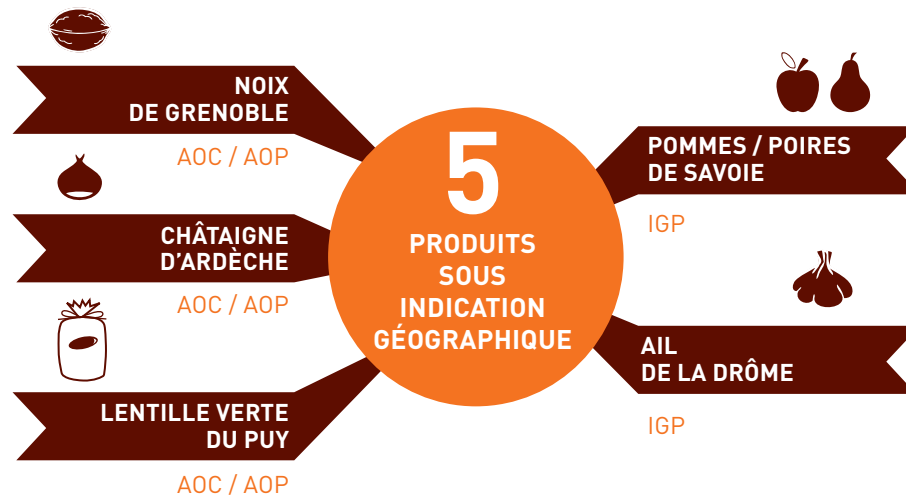 NOIX
DE GRENOBLE
AOC / AOP
CHÂTAIGNE
D'ARDÈCHE
AOC / AOP
LENTILLE VERTE
DU PUY
AOC / AOP
5
PRODUITS
SOUS
INDICATION
GÉOGRAPHIQUE
POMMES / POIRES
DE SAVOIE
IGP
AIL
DE LA DRÔME
IGP